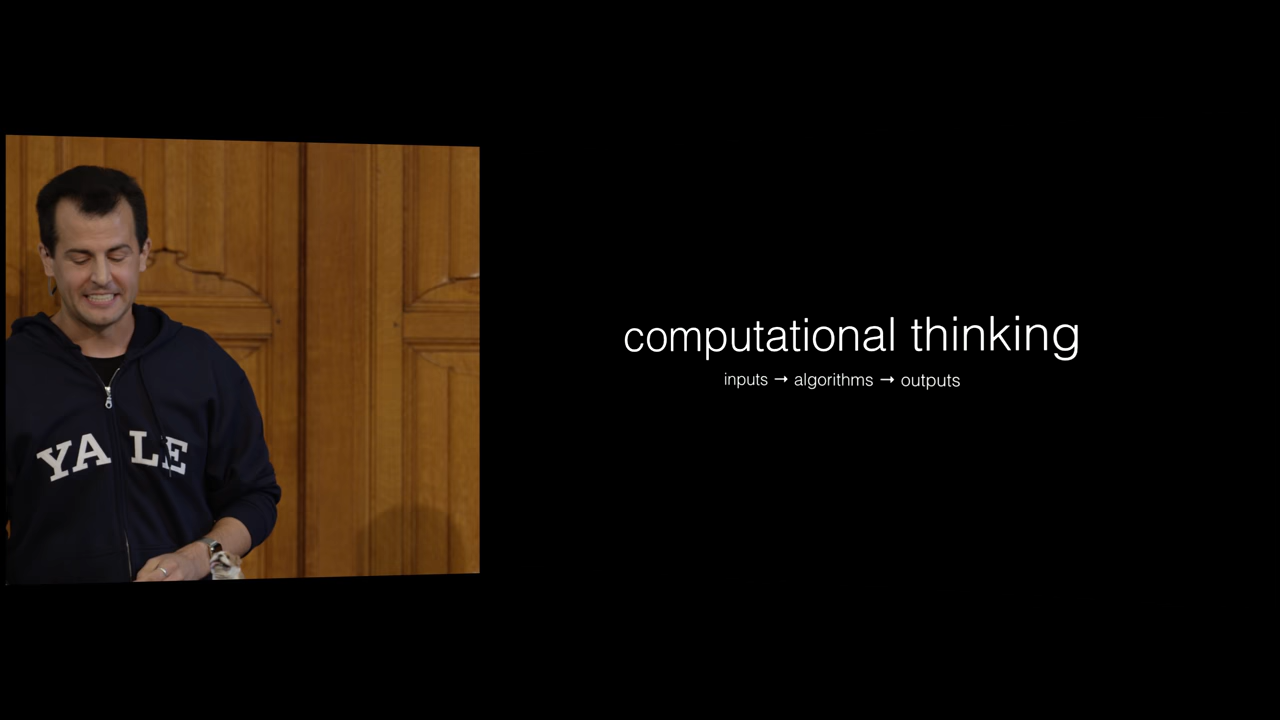 YALE
computational thinking
inputs → algorithms → outputs